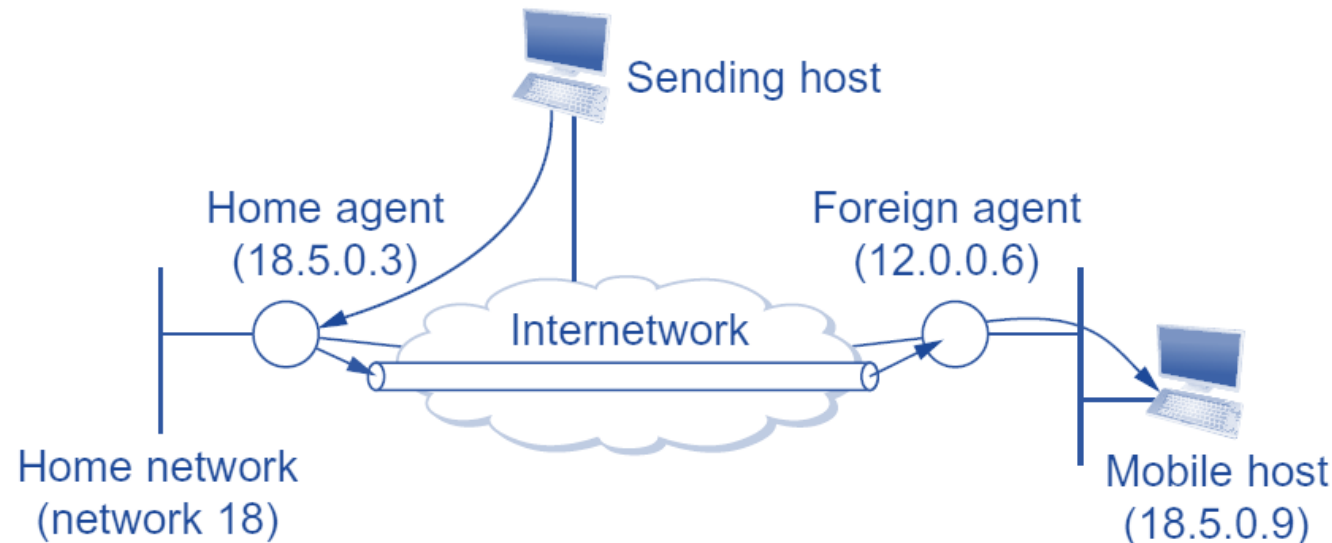 Sending host
Home agent
(18.5.0.3)
Foreign agent
(12.0.0.6)
Internetwork
Home network
(network 18)
Mobile host
(18.5.0.9)